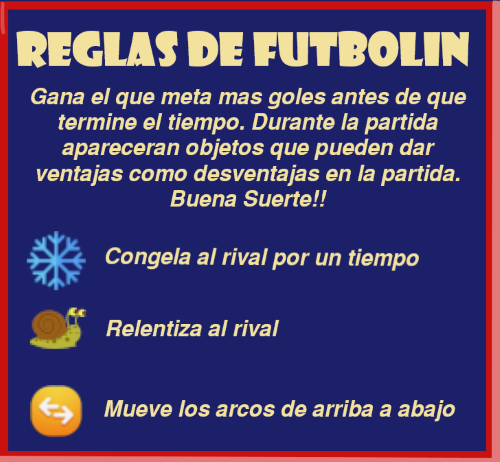 REGLAS DE FUTBOLIN
Gana el que meta mas goles antes de que
termine el tiempo. Durante la partida
apareceran objetos que pueden dar
ventajas como desventajas en la partida.
Buena Suerte!!
Congela al rival por un tiempo
Relentiza al rival
Mueve los arcos de arriba a abajo